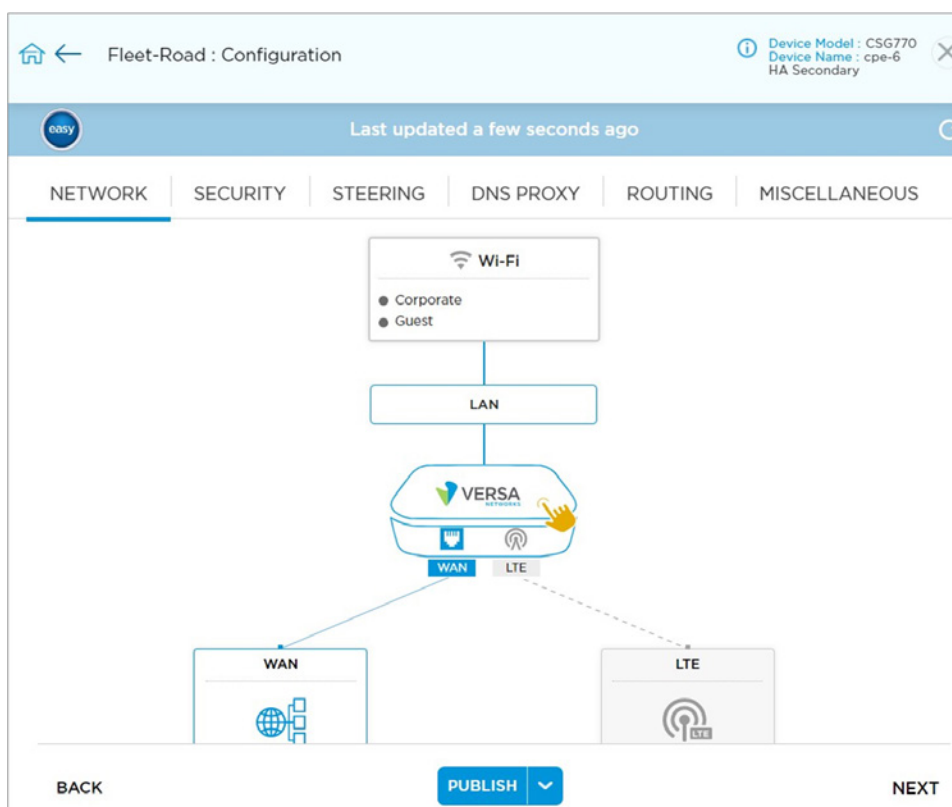 Fleet-Road : Configuration
Device Model : CSG770
Device Name : cpe-6
HA Secondary
easy
Last updated a few seconds ago
NETWORK SECURITY STEERING DNS PROXY ROUTING MISCELLANEOUS
Wi-Fi
Corporate
Guest
LAN
VERSA
NETWORKS
WAN LTE
WAN LTE
LTE
BACK PUBLISH NEXT